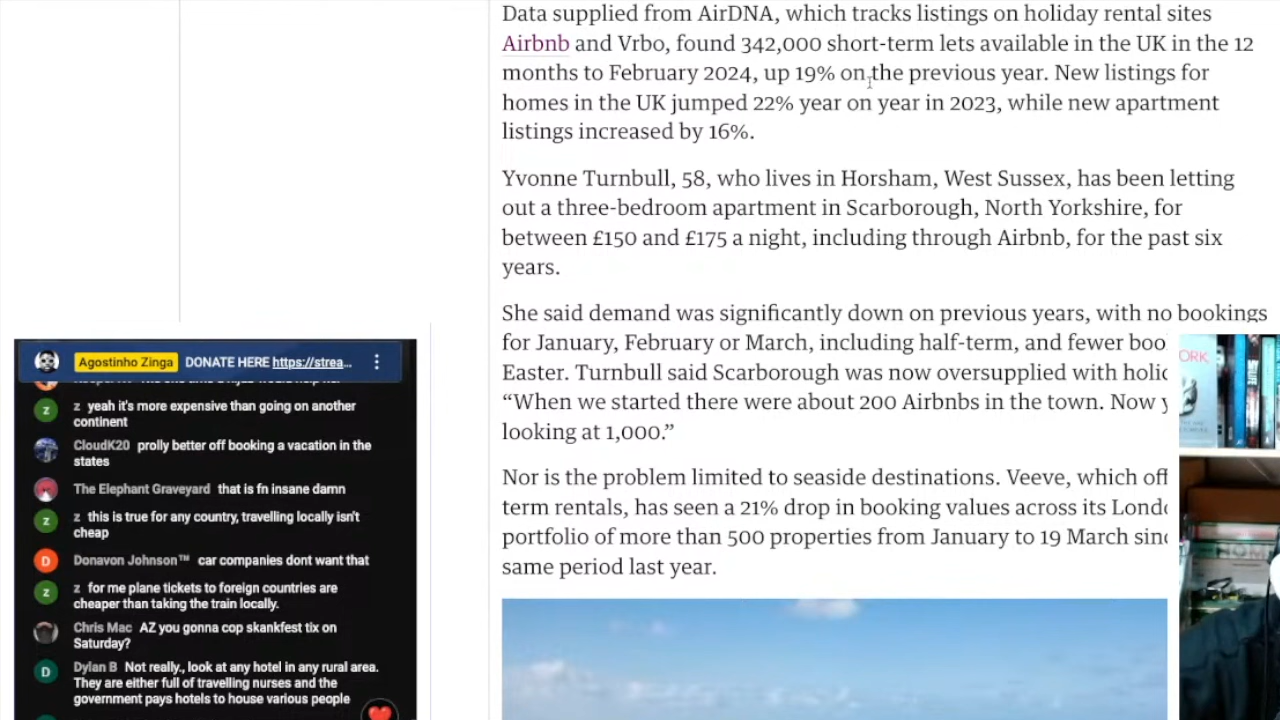 Data supplied from AirDNA, which tracks listings on holiday rental sites
Airbnb and Vrbo, found 342,000 short-term lets available in the UK in the 12
months to February 2024, up 19% on the previous year. New listings for
homes in the UK jumped 22% year on year in 2023, while new apartment
listings increased by 16%.
Yvonne Turnbull, 58, who lives in Horsham, West Sussex, has been letting
out a three-bedroom apartment in Scarborough, North Yorkshire, for
between £150 and £175 a night, including through Airbnb, for the past six
years.
She said demand was significantly down on previous years, with no bookings
for January, February or March, including half-term, and fewer boo
Easter. Turnbull said Scarborough was now oversupplied with holi
“When we started there were about 200 Airbnbs in the town. Now
looking at 1,000.”
Nor is the problem limited to seaside destinations. Veeve, which off
term rentals, has seen a 21% drop in booking values across its Lond
portfolio of more than 500 properties from January to 19 March sin
same period last year.
Agostinho Zinga DONATE HERE https://strea...
z yeah it's more expensive than going on another
continent
CloudK20 prolly better off booking a vacation in the
states
The Elephant Graveyard that is fn insane damn
z this is true for any country, travelling locally isn't
cheap
Donavon Johnson™ car companies dont want that
z for me plane tickets to foreign countries are
cheaper than taking the train locally.
Chris Mac AZ you gonna cop skankfest tix on
Saturday?
Dylan B Not really., look at any hotel in any rural area.
They are either full of travelling nurses and the
government pays hotels to house various people
ORK